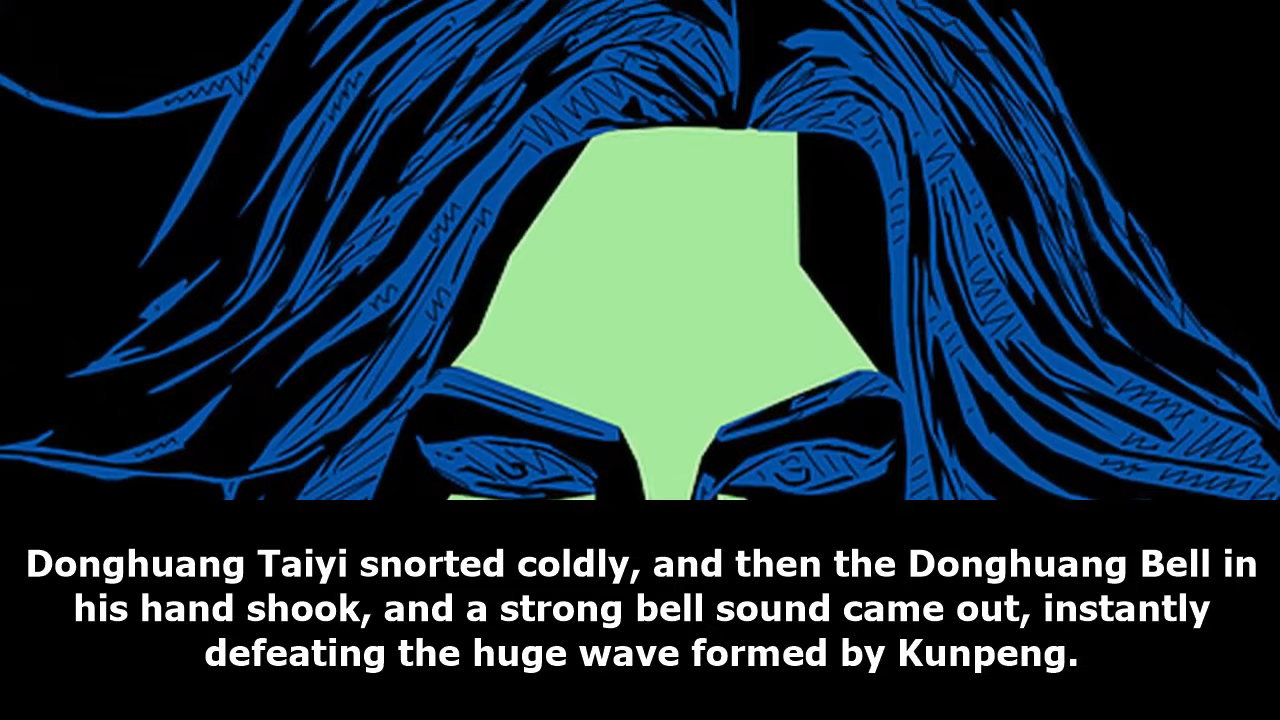 Donghuang Taiyi snorted coldly, and then the Donghuang Bell in
his hand shook, and a strong bell sound came out, instantly
defeating the huge wave formed by Kunpeng.